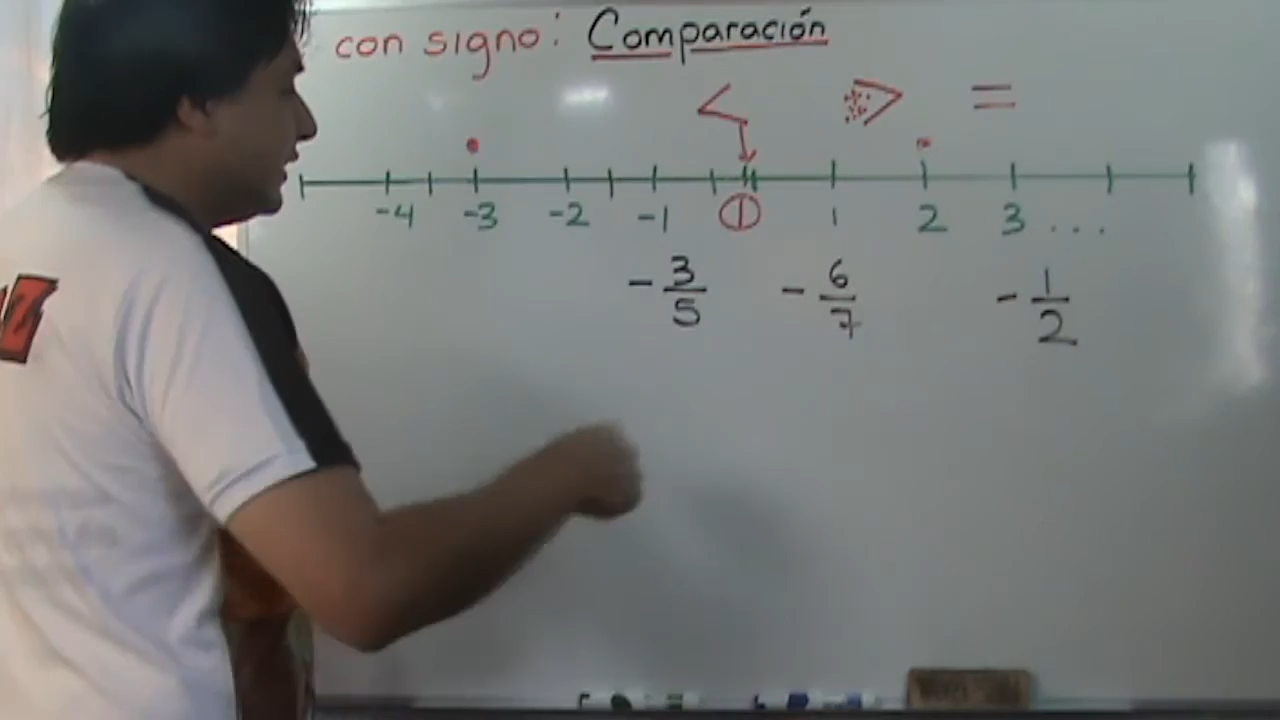 con signo: Comparación
< > =
-4 -3 -2 -1 0 1 2 3 ...
- 3/5 - 6/7 - 1/2